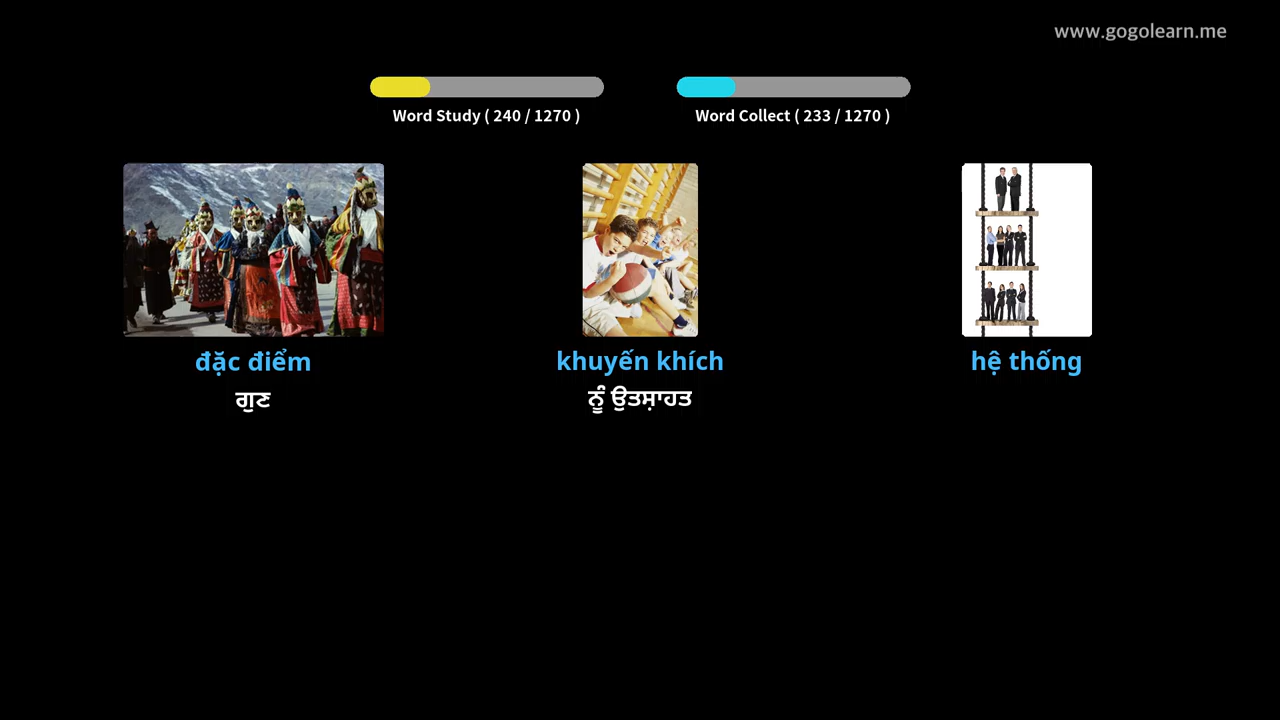 www.gogolearn.me
Word Study ( 240 / 1270 )
Word Collect ( 233 / 1270 )
đặc điểm
khuyến khích
hệ thống
ਗੁਣ
ਨੂੰ ਉਤਸ਼ਾਹਤ